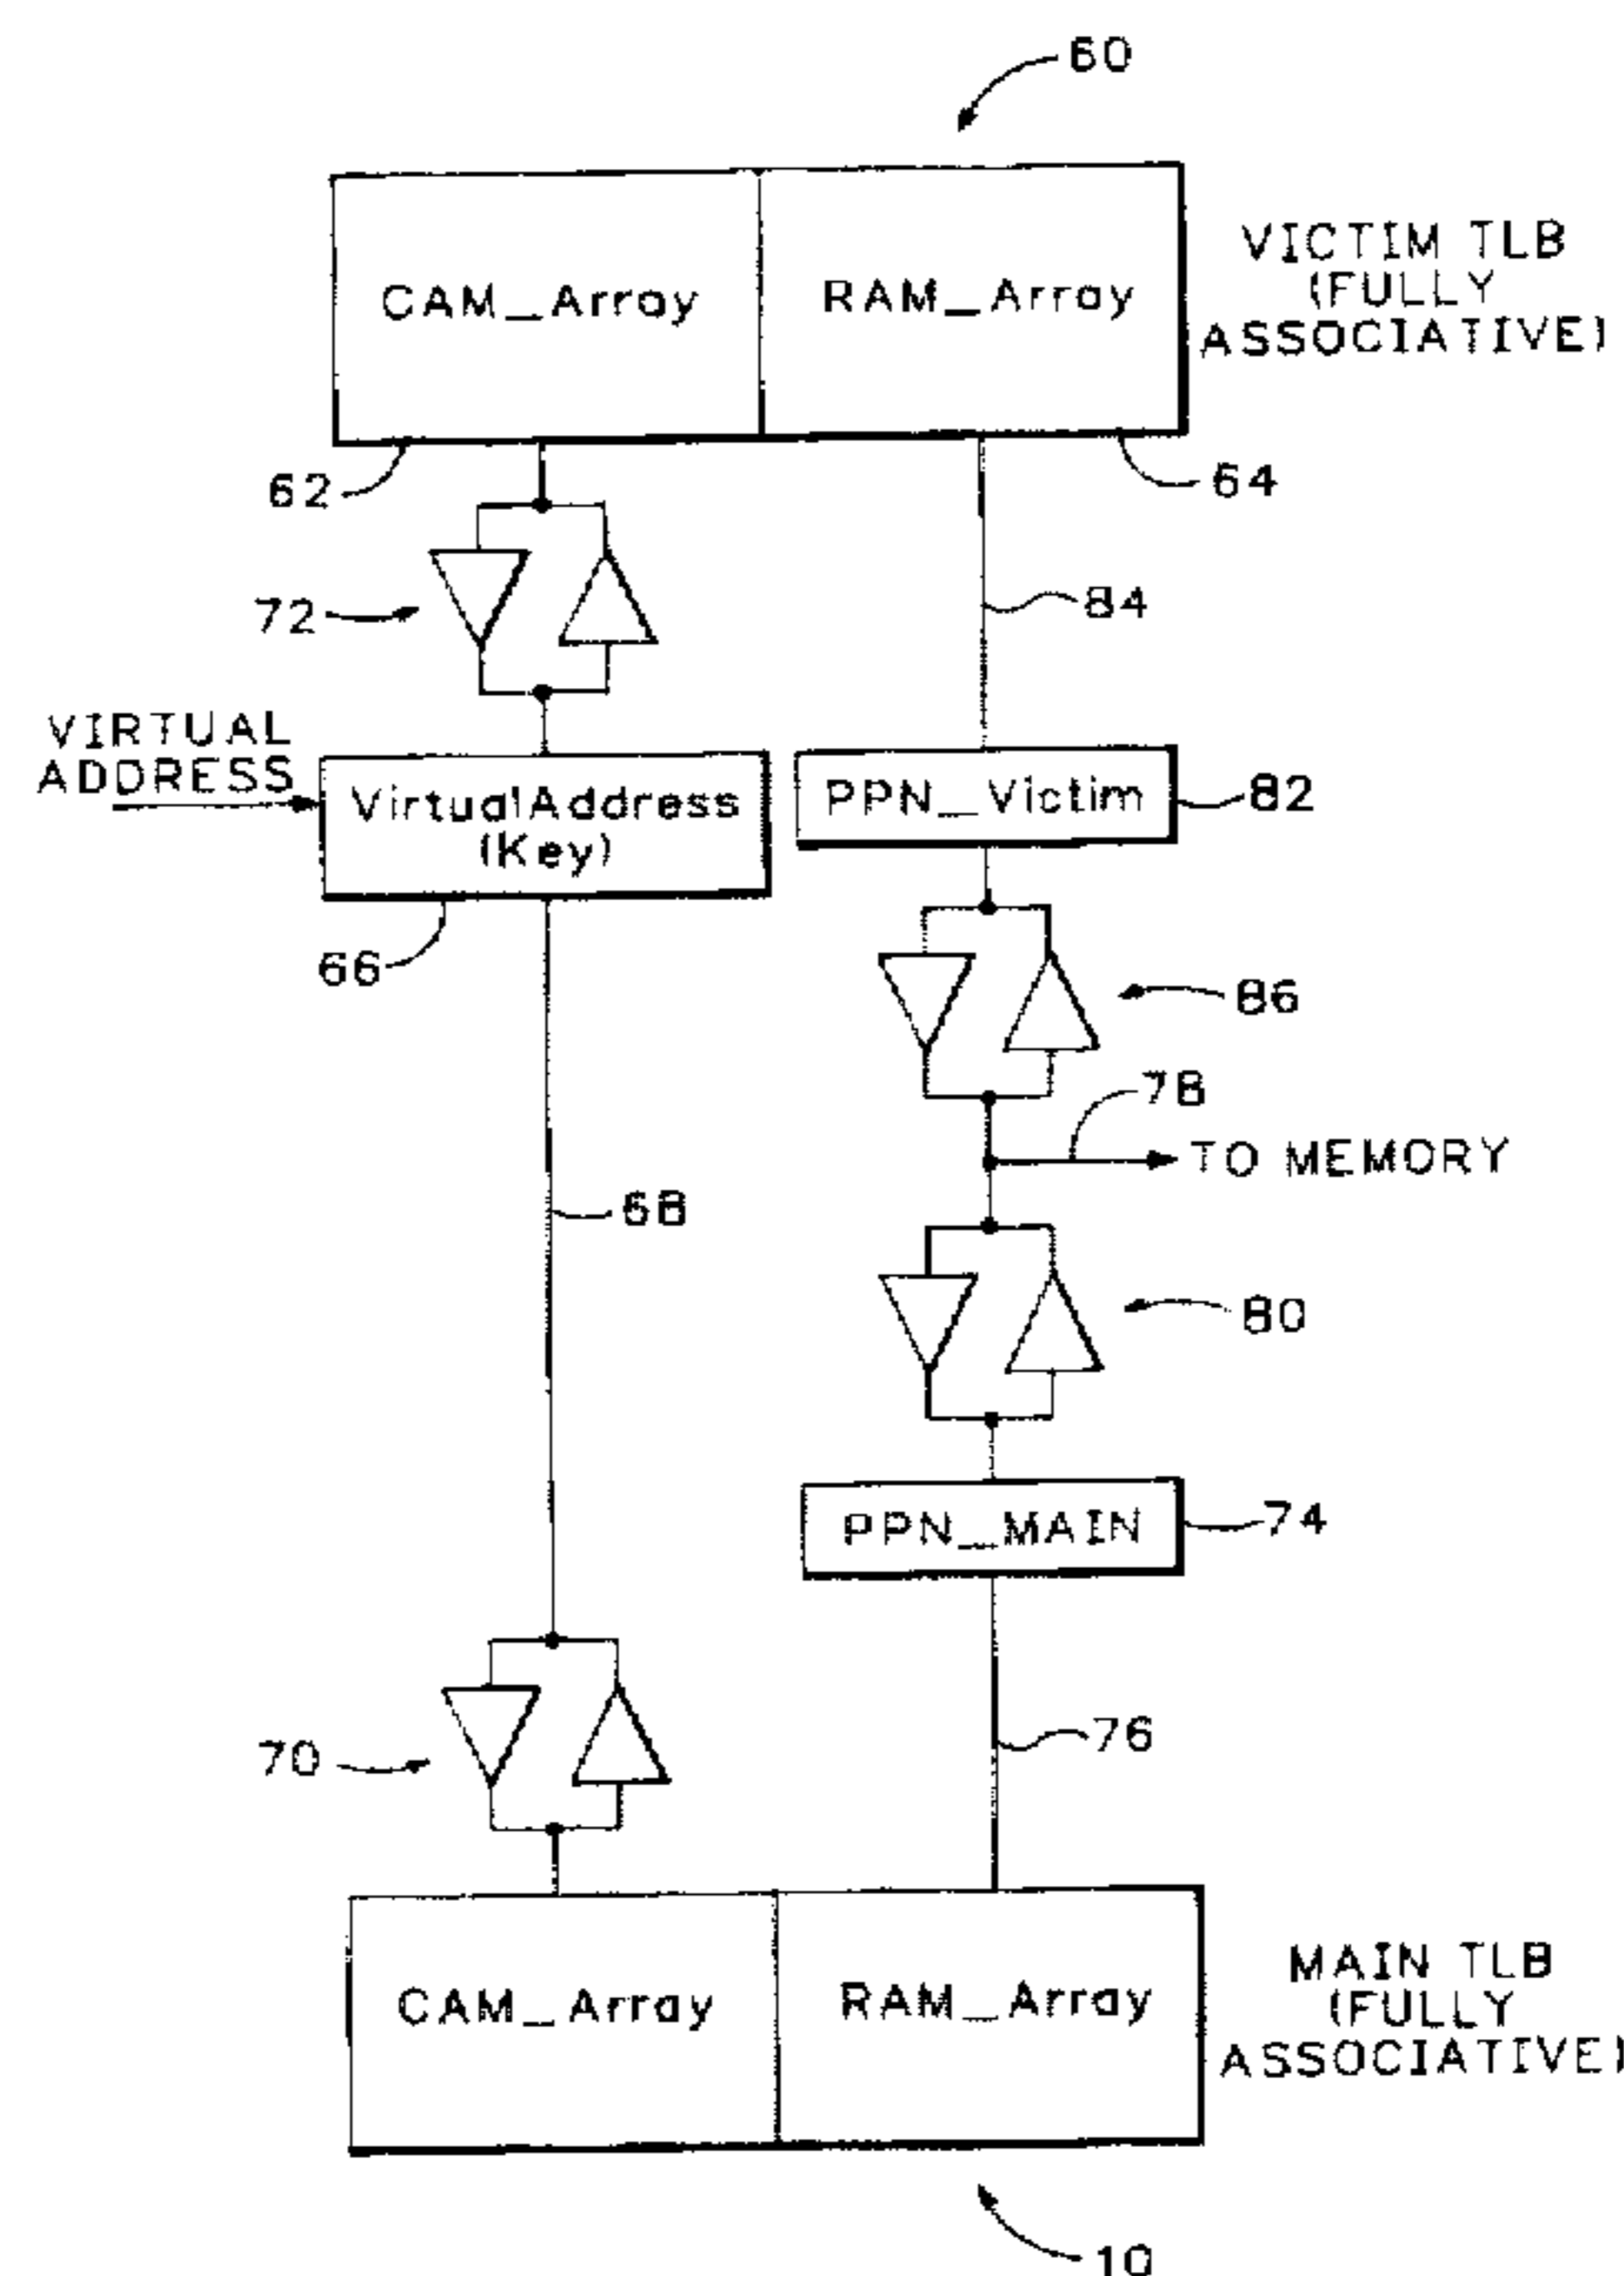 60
CAM_Array
RAM_Array
VICTIM TLB
(FULLY
ASSOCIATIVE)
62
64
72
84
VIRTUAL
ADDRESS
VirtualAddress
(Key)
PPN_Victim
82
66
86
78
TO MEMORY
68
80
PPN_MAIN
74
76
70
CAM_Array
RAM_Array
MAIN TLB
(FULLY
ASSOCIATIVE)
10